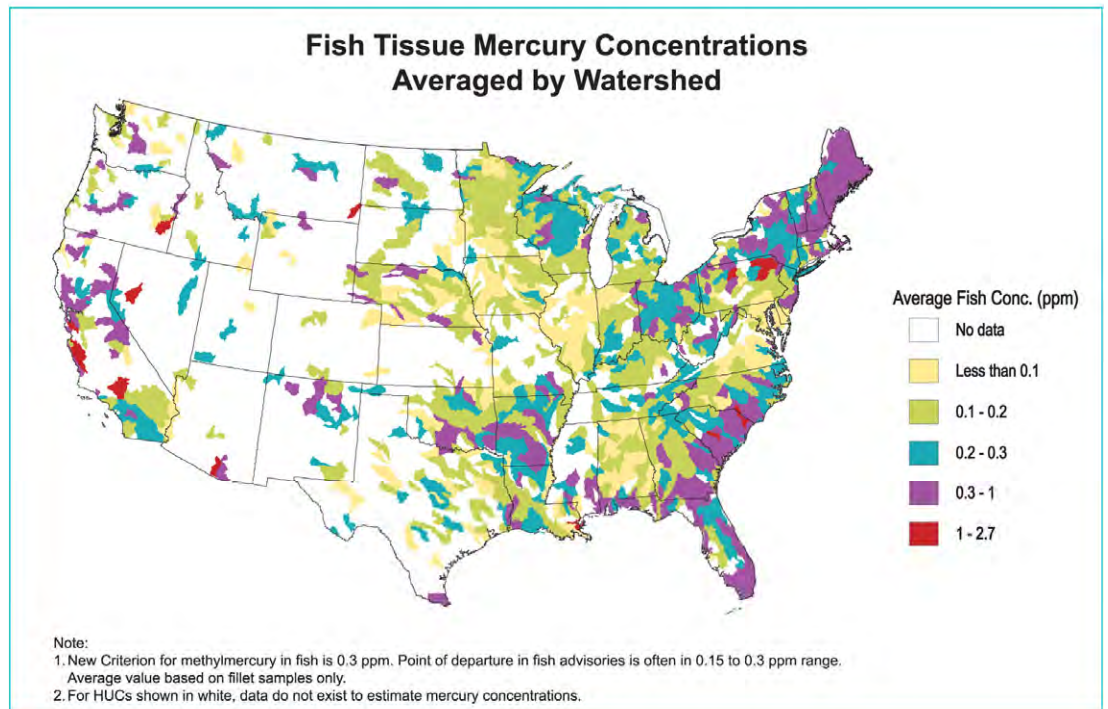 Fish Tissue Mercury Concentrations
Averaged by Watershed
Average Fish Conc. (ppm)
No data
Less than 0.1
0.1 - 0.2
0.2 - 0.3
0.3 - 1
1 - 2.7
Note:
1. New Criterion for methylmercury in fish is 0.3 ppm. Point of departure in fish advisories is often in 0.15 to 0.3 ppm range.
Average value based on fillet samples only.
2. For HUCs shown in white, data do not exist to estimate mercury concentrations.